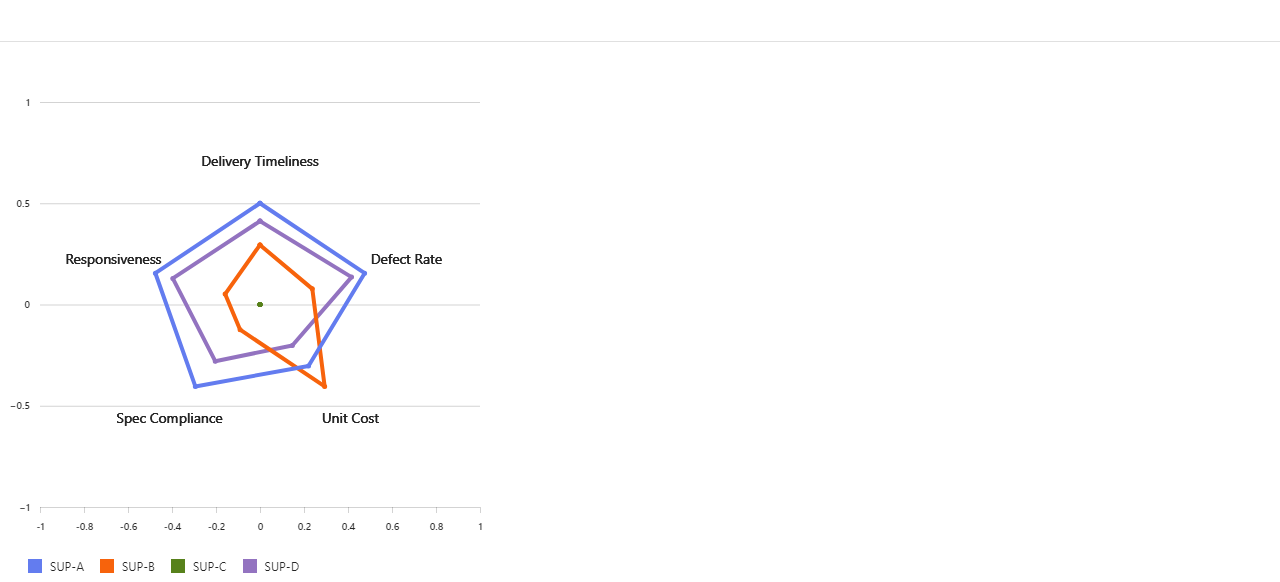 1
Delivery Timeliness
0.5
Responsiveness
Defect Rate
0
−0.5
Spec Compliance
Unit Cost
−1
-1 -0.8 -0.6 -0.4 -0.2 0 0.2 0.4 0.6 0.8 1
SUP-A SUP-B SUP-C SUP-D